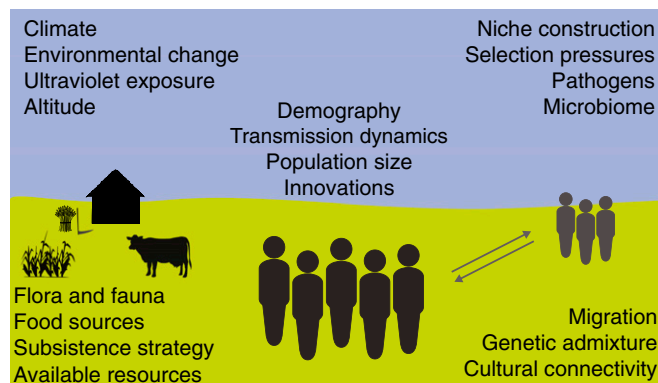 Climate
Environmental change
Ultraviolet exposure
Altitude
Niche construction
Selection pressures
Pathogens
Microbiome
Demography
Transmission dynamics
Population size
Innovations
Flora and fauna
Food sources
Subsistence strategy
Available resources
Migration
Genetic admixture
Cultural connectivity